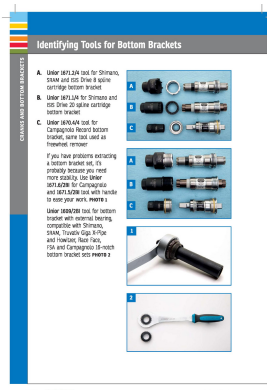 Identifying Tools for Bottom Brackets
CRANKS AND BOTTOM BRACKETS
A. Unior 1671.2/4 tool for Shimano,
SRAM and ISIS Drive 8 spline
cartridge bottom bracket
B. Unior 1671.1/4 for Shimano and
ISIS Drive 20 spline cartridge
bottom bracket
C. Unior 1670.4/4 tool for
Campagnolo Record bottom
bracket, same tool used as
freewheel remover
If you have problems extracting
a bottom bracket set, it's
probably because you need
more stability. Use Unior
1671.6/2BI for Campagnolo
and 1671.5/2BI tool with handle
to ease your work. PHOTO 1
Unior 1609/2BI tool for bottom
bracket with external bearing,
compatible with Shimano,
SRAM, Truvativ Giga X-Pipe
and Howitzer, Race Face,
FSA and Campagnolo 16-notch
bottom bracket sets PHOTO 2
A
B
C
A
B
C
1
2